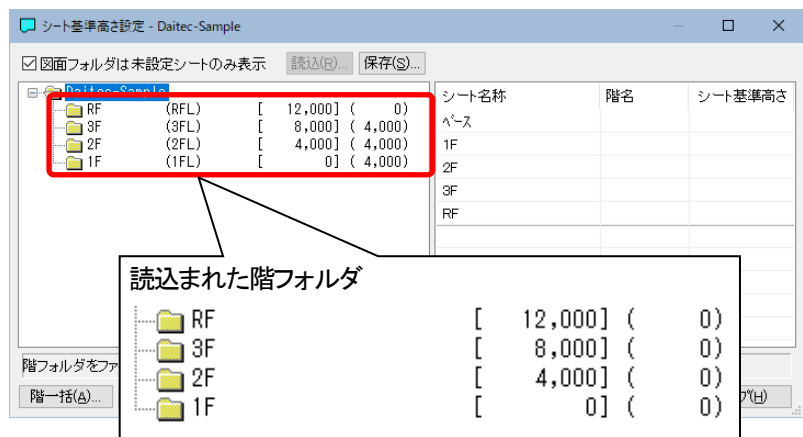 シート基準高さ設定 - Daitec-Sample
図面フォルダは未設定シートのみ表示 読込(R)... 保存(S)...
Daitec-Sample
RF (RFL) [ 12,000] ( 0)
3F (3FL) [ 8,000] ( 4,000)
2F (2FL) [ 4,000] ( 4,000)
1F (1FL) [ 0] ( 4,000)
シート名称 階名 シート基準高さ
ベース
1F
2F
3F
RF
読込まれた階フォルダ
RF [ 12,000] ( 0)
3F [ 8,000] ( 0)
2F [ 4,000] ( 0)
1F [ 0] ( 0)
階フォルダをファ
階一括(A)... プ(H)